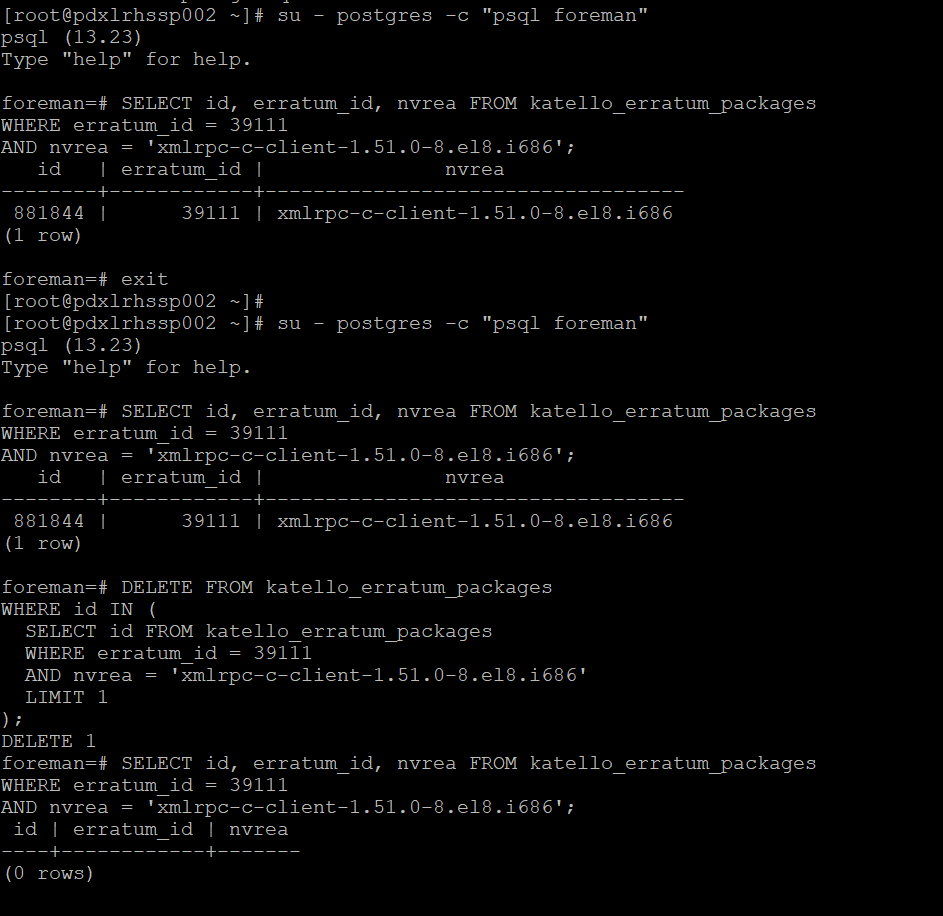 [root@pdxlrhssp002 ~]# su - postgres -c "psql foreman"
psql (13.23)
Type "help" for help.

foreman=# SELECT id, erratum_id, nvrea FROM katello_erratum_packages
WHERE erratum_id = 39111
AND nvrea = 'xmlrpc-c-client-1.51.0-8.el8.i686';
   id   | erratum_id |               nvrea
--------+------------+-----------------------------------
 881844 |      39111 | xmlrpc-c-client-1.51.0-8.el8.i686
(1 row)

foreman=# exit
[root@pdxlrhssp002 ~]#
[root@pdxlrhssp002 ~]# su - postgres -c "psql foreman"
psql (13.23)
Type "help" for help.

foreman=# SELECT id, erratum_id, nvrea FROM katello_erratum_packages
WHERE erratum_id = 39111
AND nvrea = 'xmlrpc-c-client-1.51.0-8.el8.i686';
   id   | erratum_id |               nvrea
--------+------------+-----------------------------------
 881844 |      39111 | xmlrpc-c-client-1.51.0-8.el8.i686
(1 row)

foreman=# DELETE FROM katello_erratum_packages
WHERE id IN (
  SELECT id FROM katello_erratum_packages
  WHERE erratum_id = 39111
  AND nvrea = 'xmlrpc-c-client-1.51.0-8.el8.i686'
  LIMIT 1
);
DELETE 1
foreman=# SELECT id, erratum_id, nvrea FROM katello_erratum_packages
WHERE erratum_id = 39111
AND nvrea = 'xmlrpc-c-client-1.51.0-8.el8.i686';
 id | erratum_id | nvrea
----+------------+-------
(0 rows)